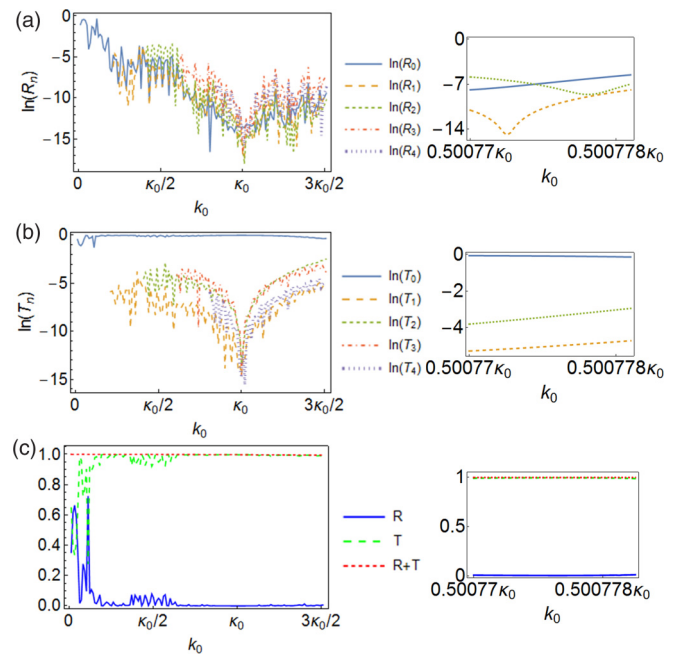 (a)
ln(Rₙ)
0
−5
−10
−15
0 κ₀/2 κ₀ 3κ₀/2
k₀
ln(R₀)
ln(R₁)
ln(R₂)
ln(R₃)
ln(R₄)
0
−7
−14
0.50077κ₀ 0.500778κ₀
k₀
(b)
ln(Tₙ)
0
−5
−10
−15
0 κ₀/2 κ₀ 3κ₀/2
k₀
ln(T₀)
ln(T₁)
ln(T₂)
ln(T₃)
ln(T₄)
0
−2
−4
0.50077κ₀ 0.500778κ₀
k₀
(c)
1.0
0.8
0.6
0.4
0.2
0.0
0 κ₀/2 κ₀ 3κ₀/2
k₀
R
T
R+T
1
0.5
0
0.50077κ₀ 0.500778κ₀
k₀